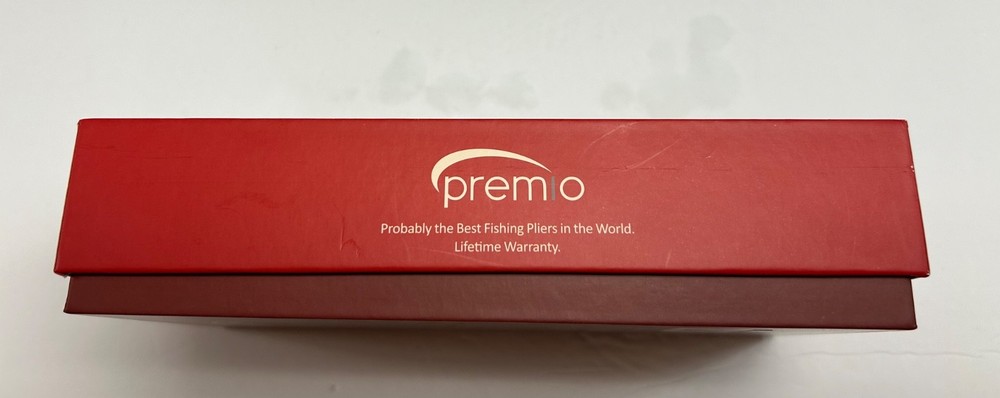 premio
Probably the Best Fishing Pliers in the World.
Lifetime Warranty.